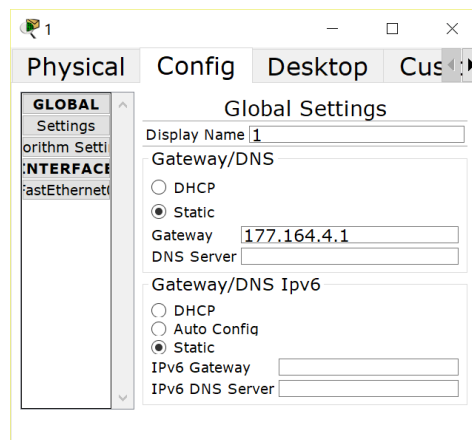 1
Physical Config Desktop Cus
GLOBAL
Settings
orithm Setti
INTERFACE
FastEthernet0
Global Settings
Display Name 1
Gateway/DNS
DHCP
Static
Gateway 177.164.4.1
DNS Server
Gateway/DNS Ipv6
DHCP
Auto Config
Static
IPv6 Gateway
IPv6 DNS Server